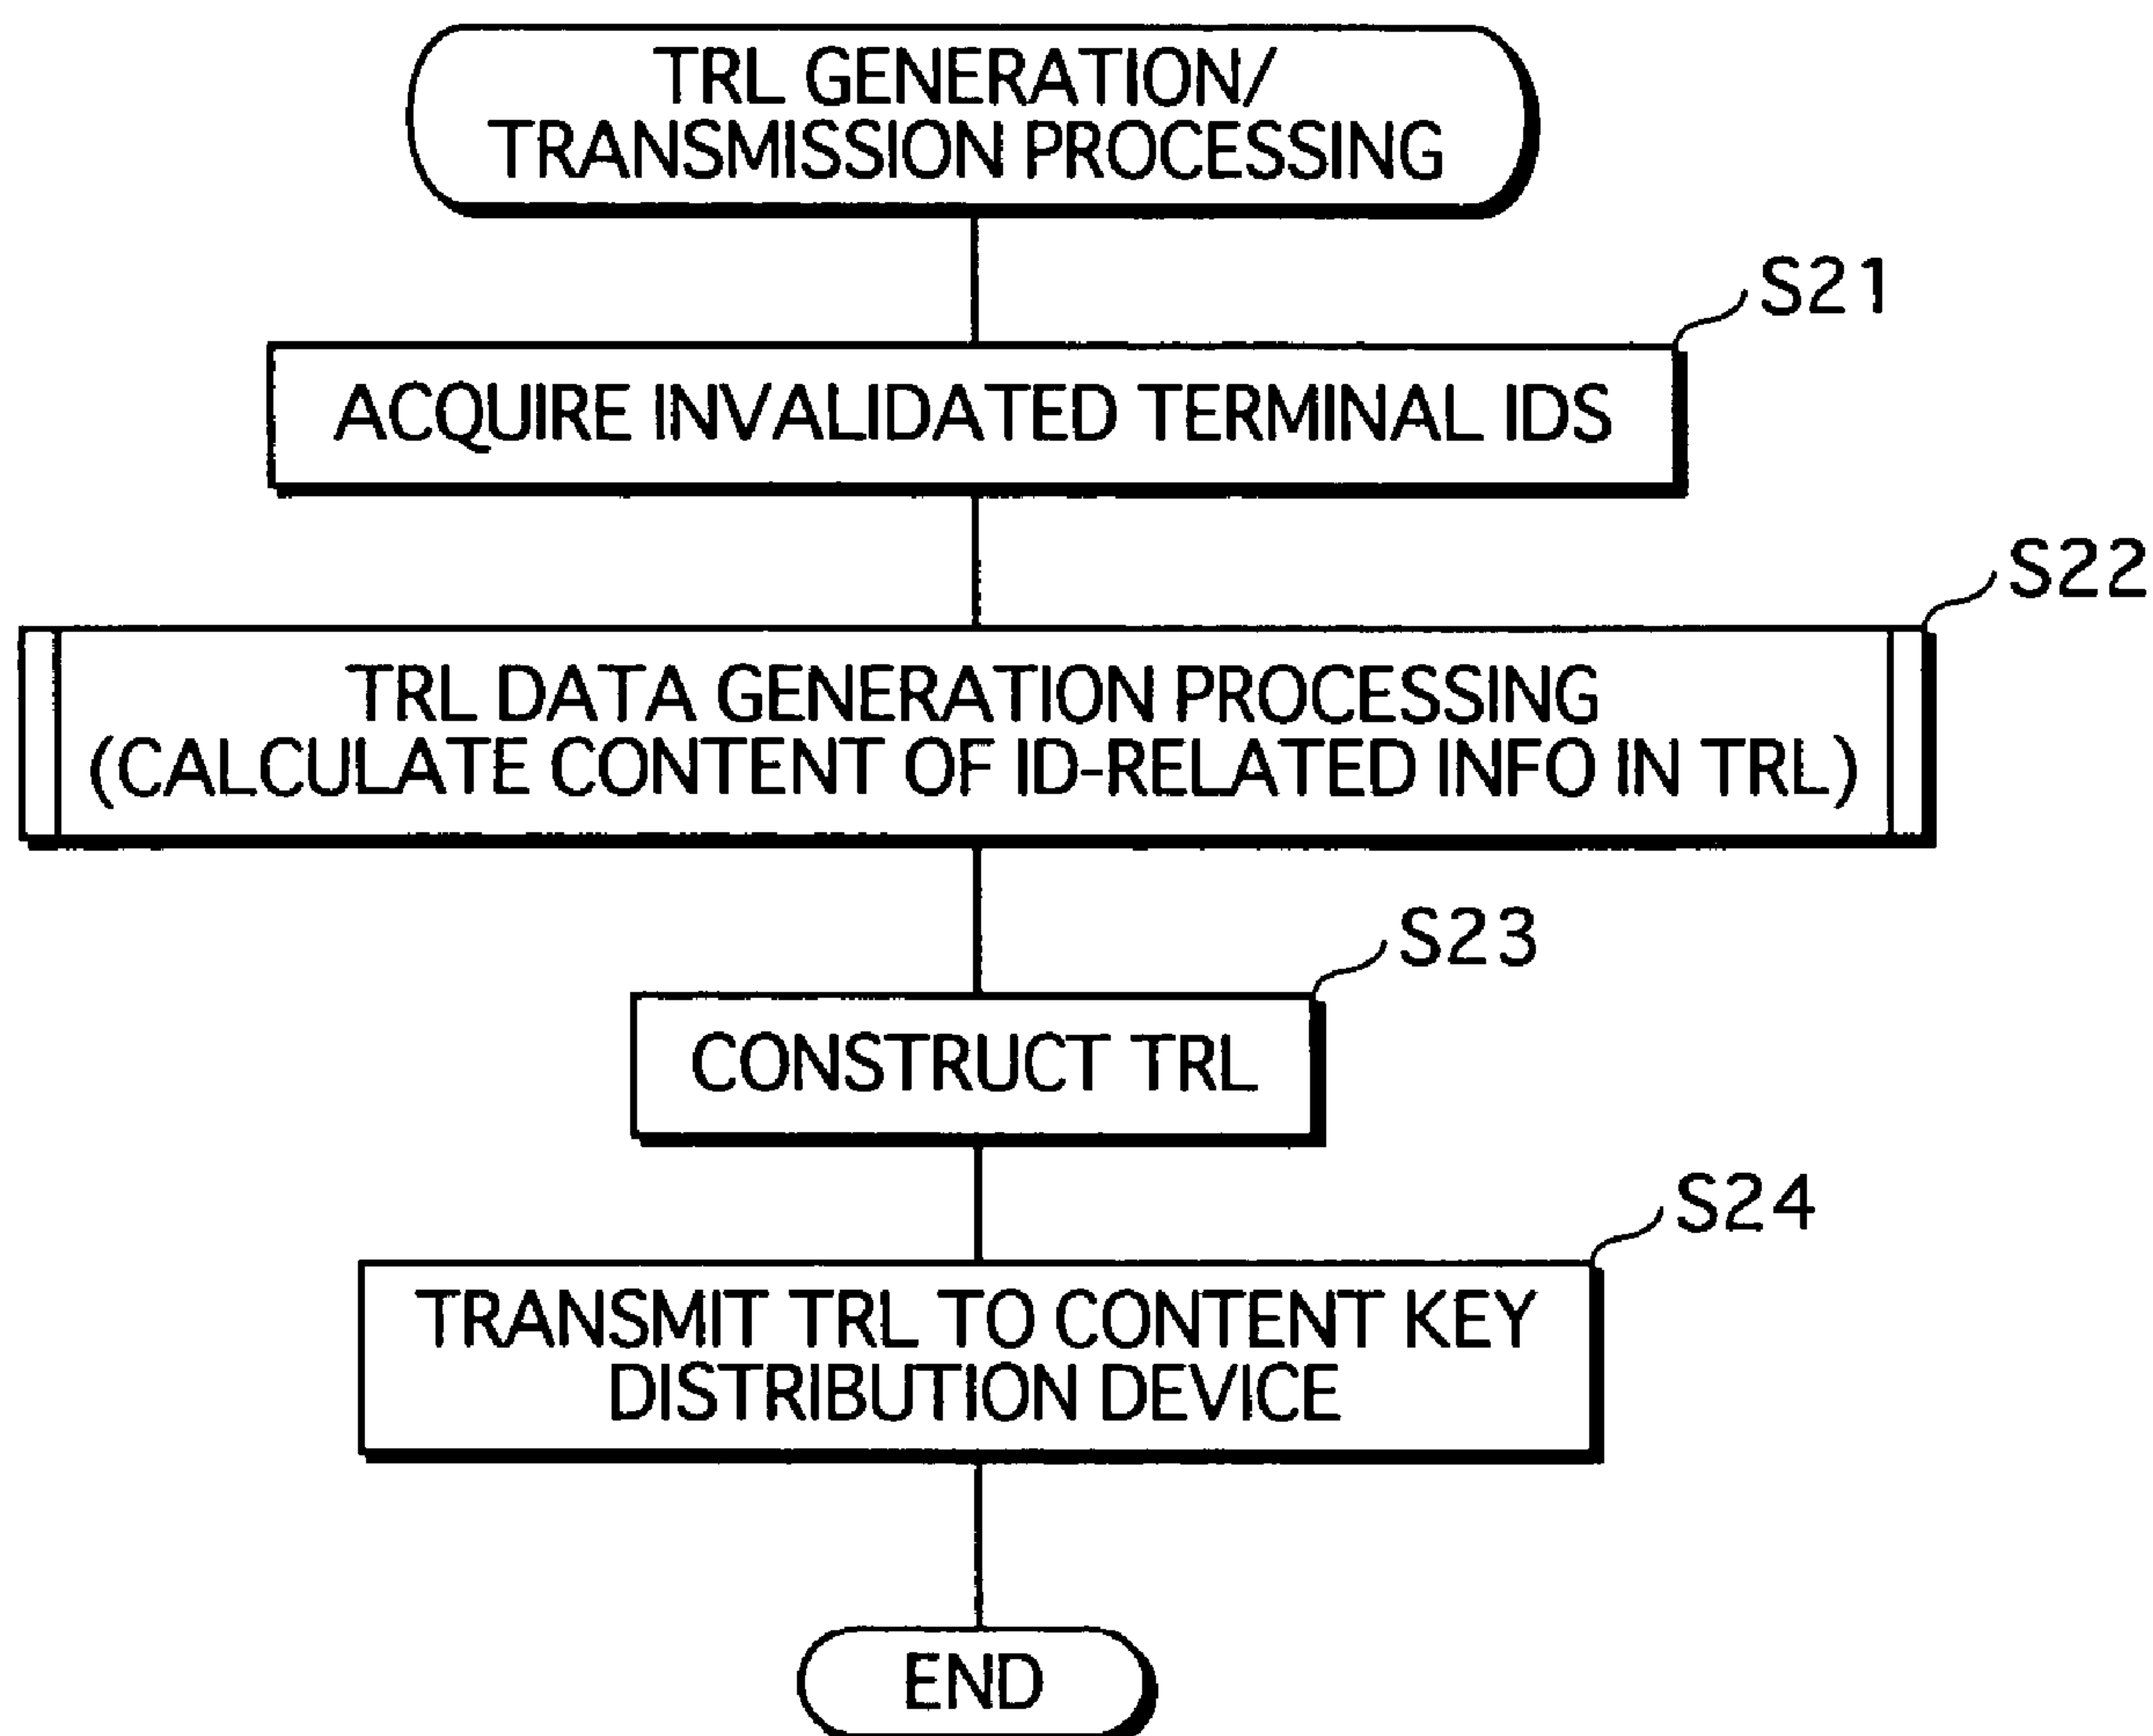 TRL GENERATION/
TRANSMISSION PROCESSING
S21
ACQUIRE INVALIDATED TERMINAL IDS
S22
TRL DATA GENERATION PROCESSING
(CALCULATE CONTENT OF ID-RELATED INFO IN TRL)
S23
CONSTRUCT TRL
S24
TRANSMIT TRL TO CONTENT KEY
DISTRIBUTION DEVICE
END